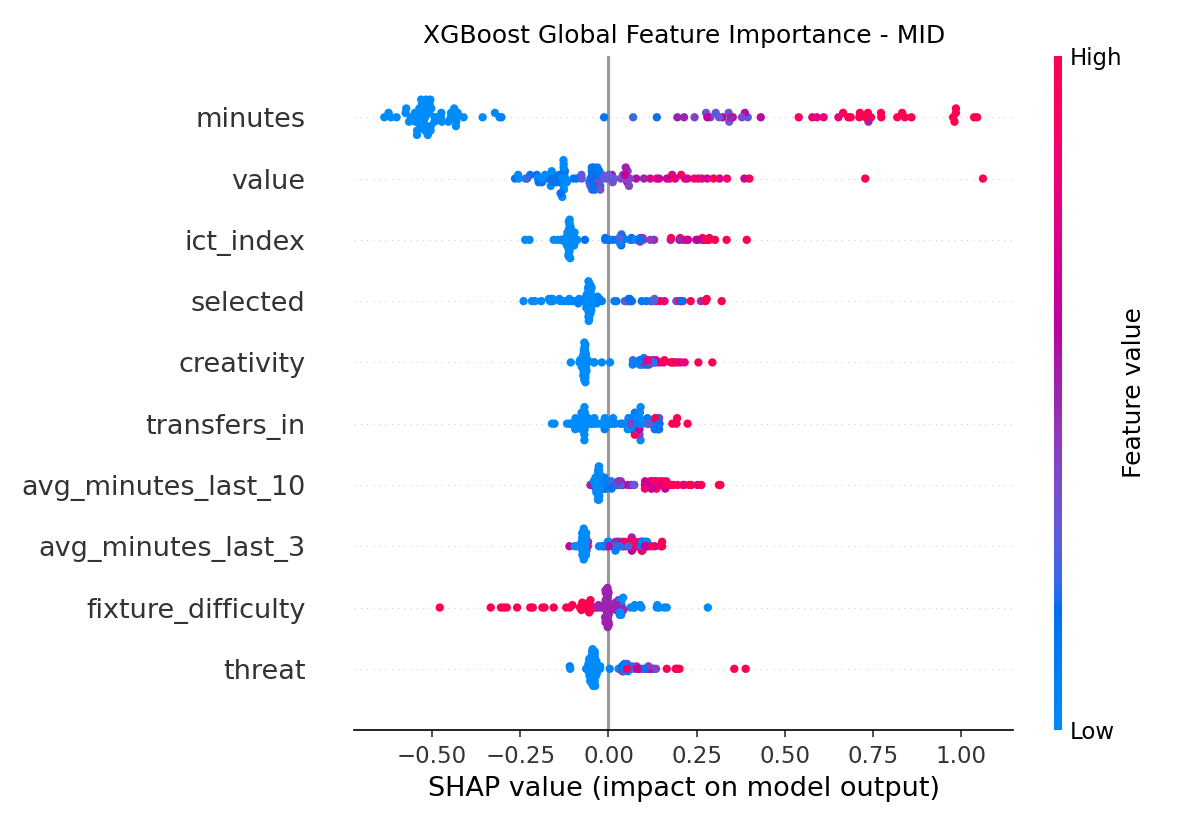 XGBoost Global Feature Importance - MID
High
minutes
value
ict_index
selected
creativity
transfers_in
avg_minutes_last_10
avg_minutes_last_3
fixture_difficulty
threat
Feature value
Low
−0.50 −0.25 0.00 0.25 0.50 0.75 1.00
SHAP value (impact on model output)